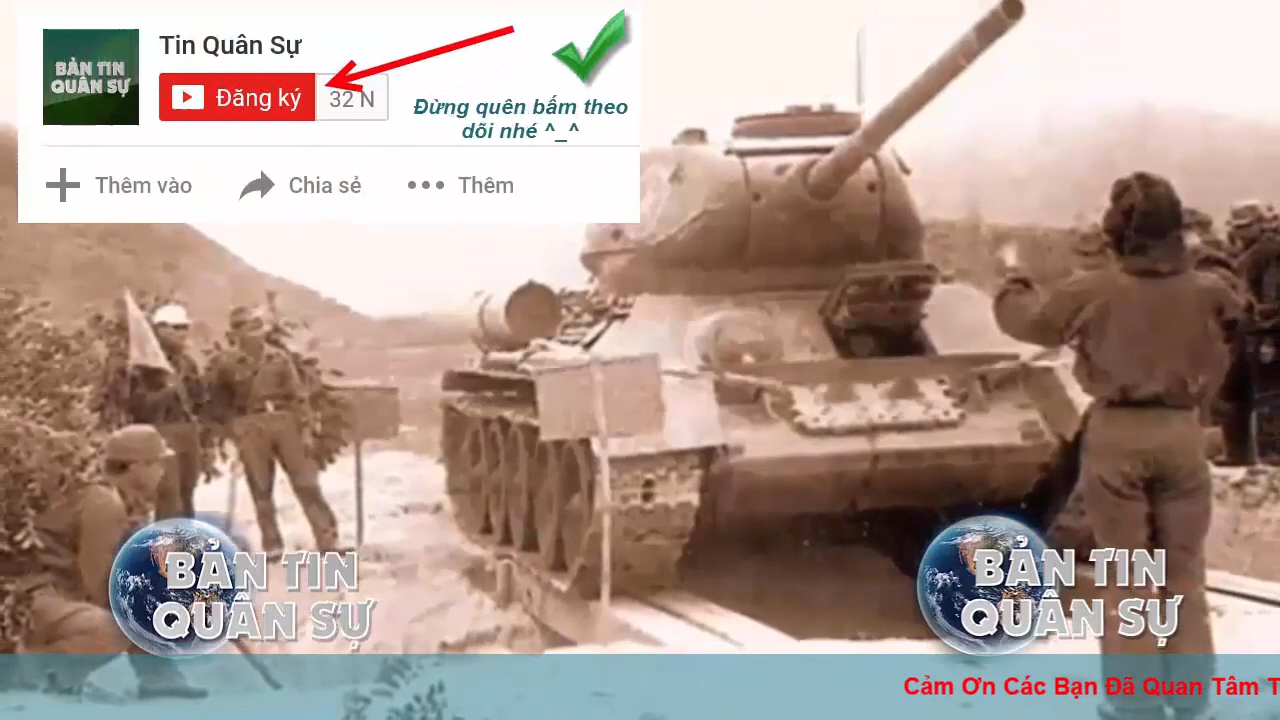 Tin Quân Sự
BẢN TIN
QUÂN SỰ
Đăng ký
32 N
Đừng quên bấm theo
dõi nhé ^_^
Thêm vào
Chia sẻ
Thêm
BẢN TIN
QUÂN SỰ
BẢN TIN
QUÂN SỰ
Cảm Ơn Các Bạn Đã Quan Tâm T